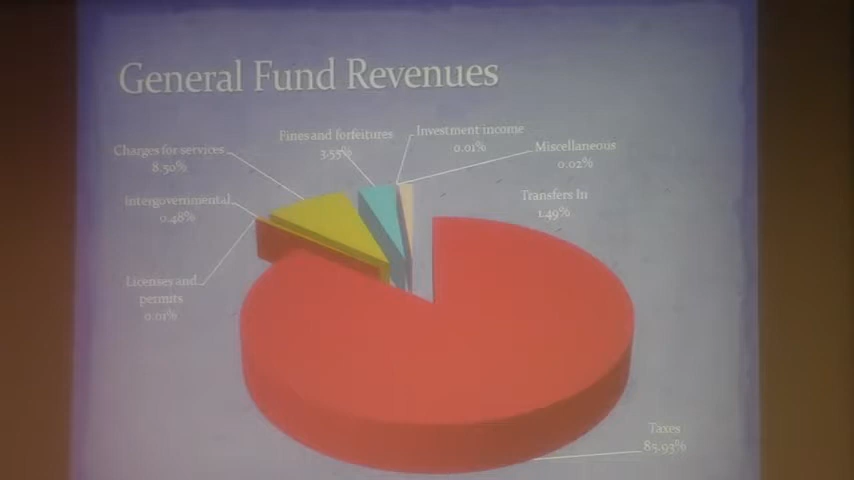 General Fund Revenues
Fines and forfeitures
3.55%
Investment income
0.01%
Charges for services
8.50%
Miscellaneous
0.02%
Intergovernmental
0.48%
Transfers In
1.49%
Licenses and
permits
0.01%
Taxes
85.93%